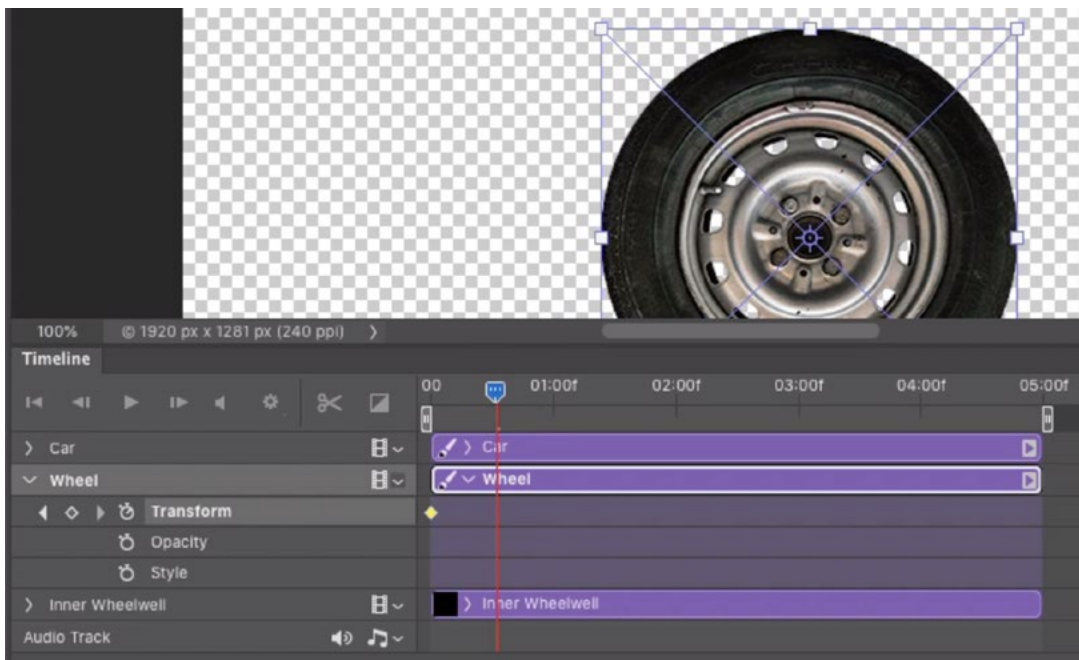 100% © 1920 px x 1281 px (240 ppi)
Timeline
00 01:00f 02:00f 03:00f 04:00f 05:00f
Car Car
Wheel Wheel
Transform
Opacity
Style
Inner Wheelwell Inner Wheelwell
Audio Track